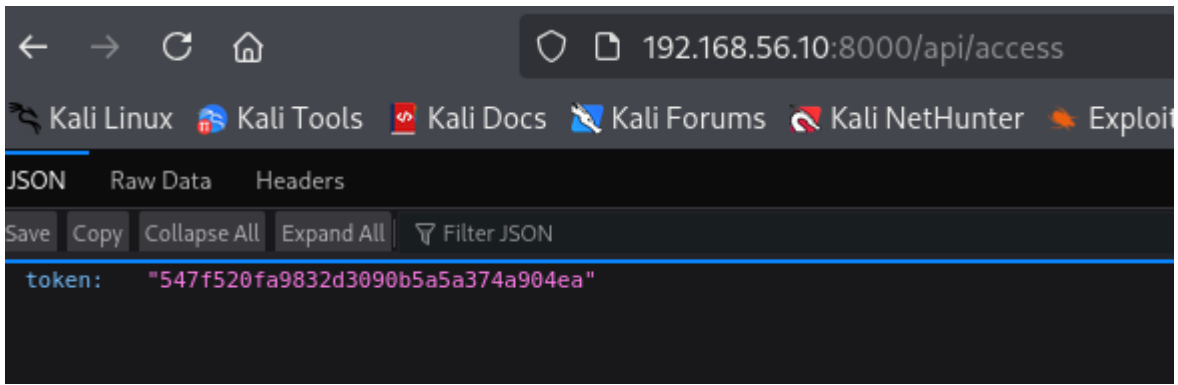 192.168.56.10:8000/api/access
Kali Linux Kali Tools Kali Docs Kali Forums Kali NetHunter Exploit
JSON Raw Data Headers
Save Copy Collapse All Expand All Filter JSON
token: "547f520fa9832d3090b5a5a374a904ea"